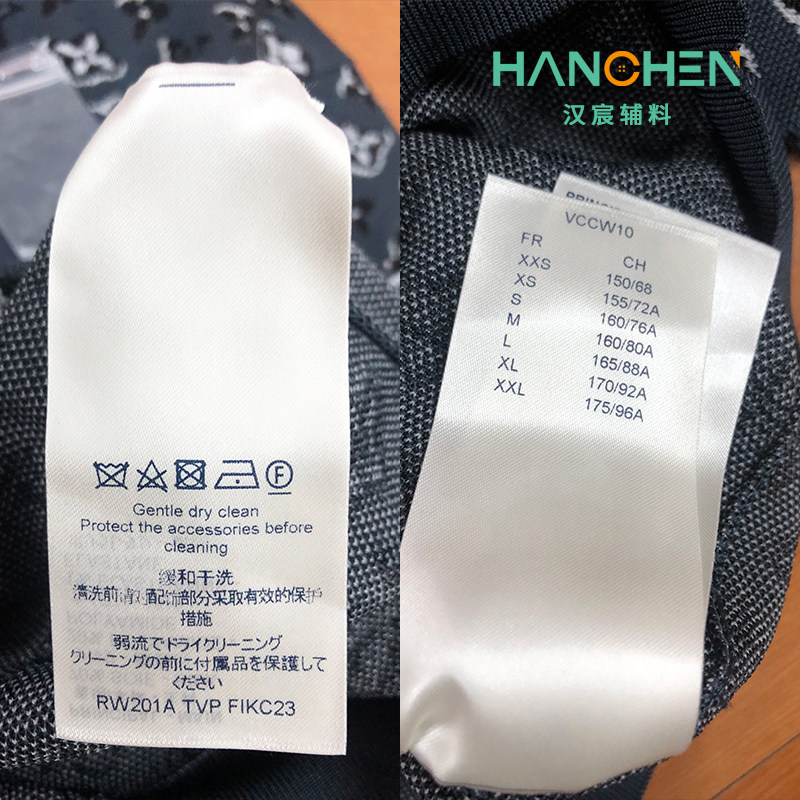 HANCHEN
汉宸辅料
F
Gentle dry clean
Protect the accessories before
cleaning
缓和干洗
清洗前请对配饰部分采取有效的保护
措施
弱流でドライクリーニング
クリーニングの前に付属品を保護して
ください
RW201A TVP FIKC23
VCCW10
FR CH
XXS 150/68
XS 155/72A
S 160/76A
M 160/80A
L 165/88A
XL 170/92A
XXL 175/96A